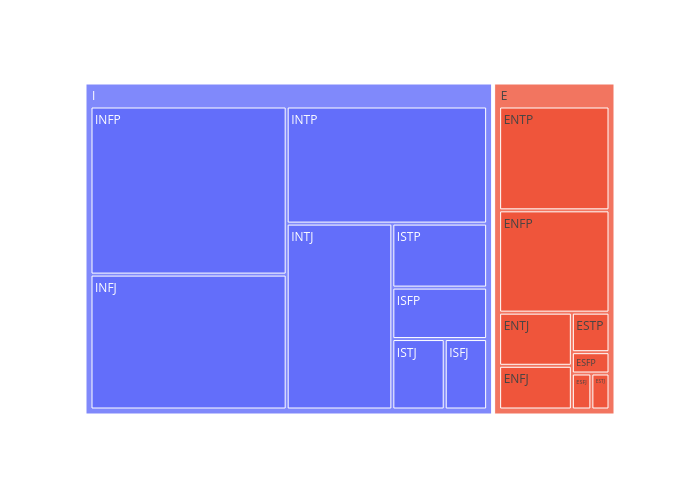 I
INFP
INTP
INFJ
INTJ
ISTP
ISFP
ISTJ
ISFJ
E
ENTP
ENFP
ENTJ
ESTP
ESFP
ENFJ